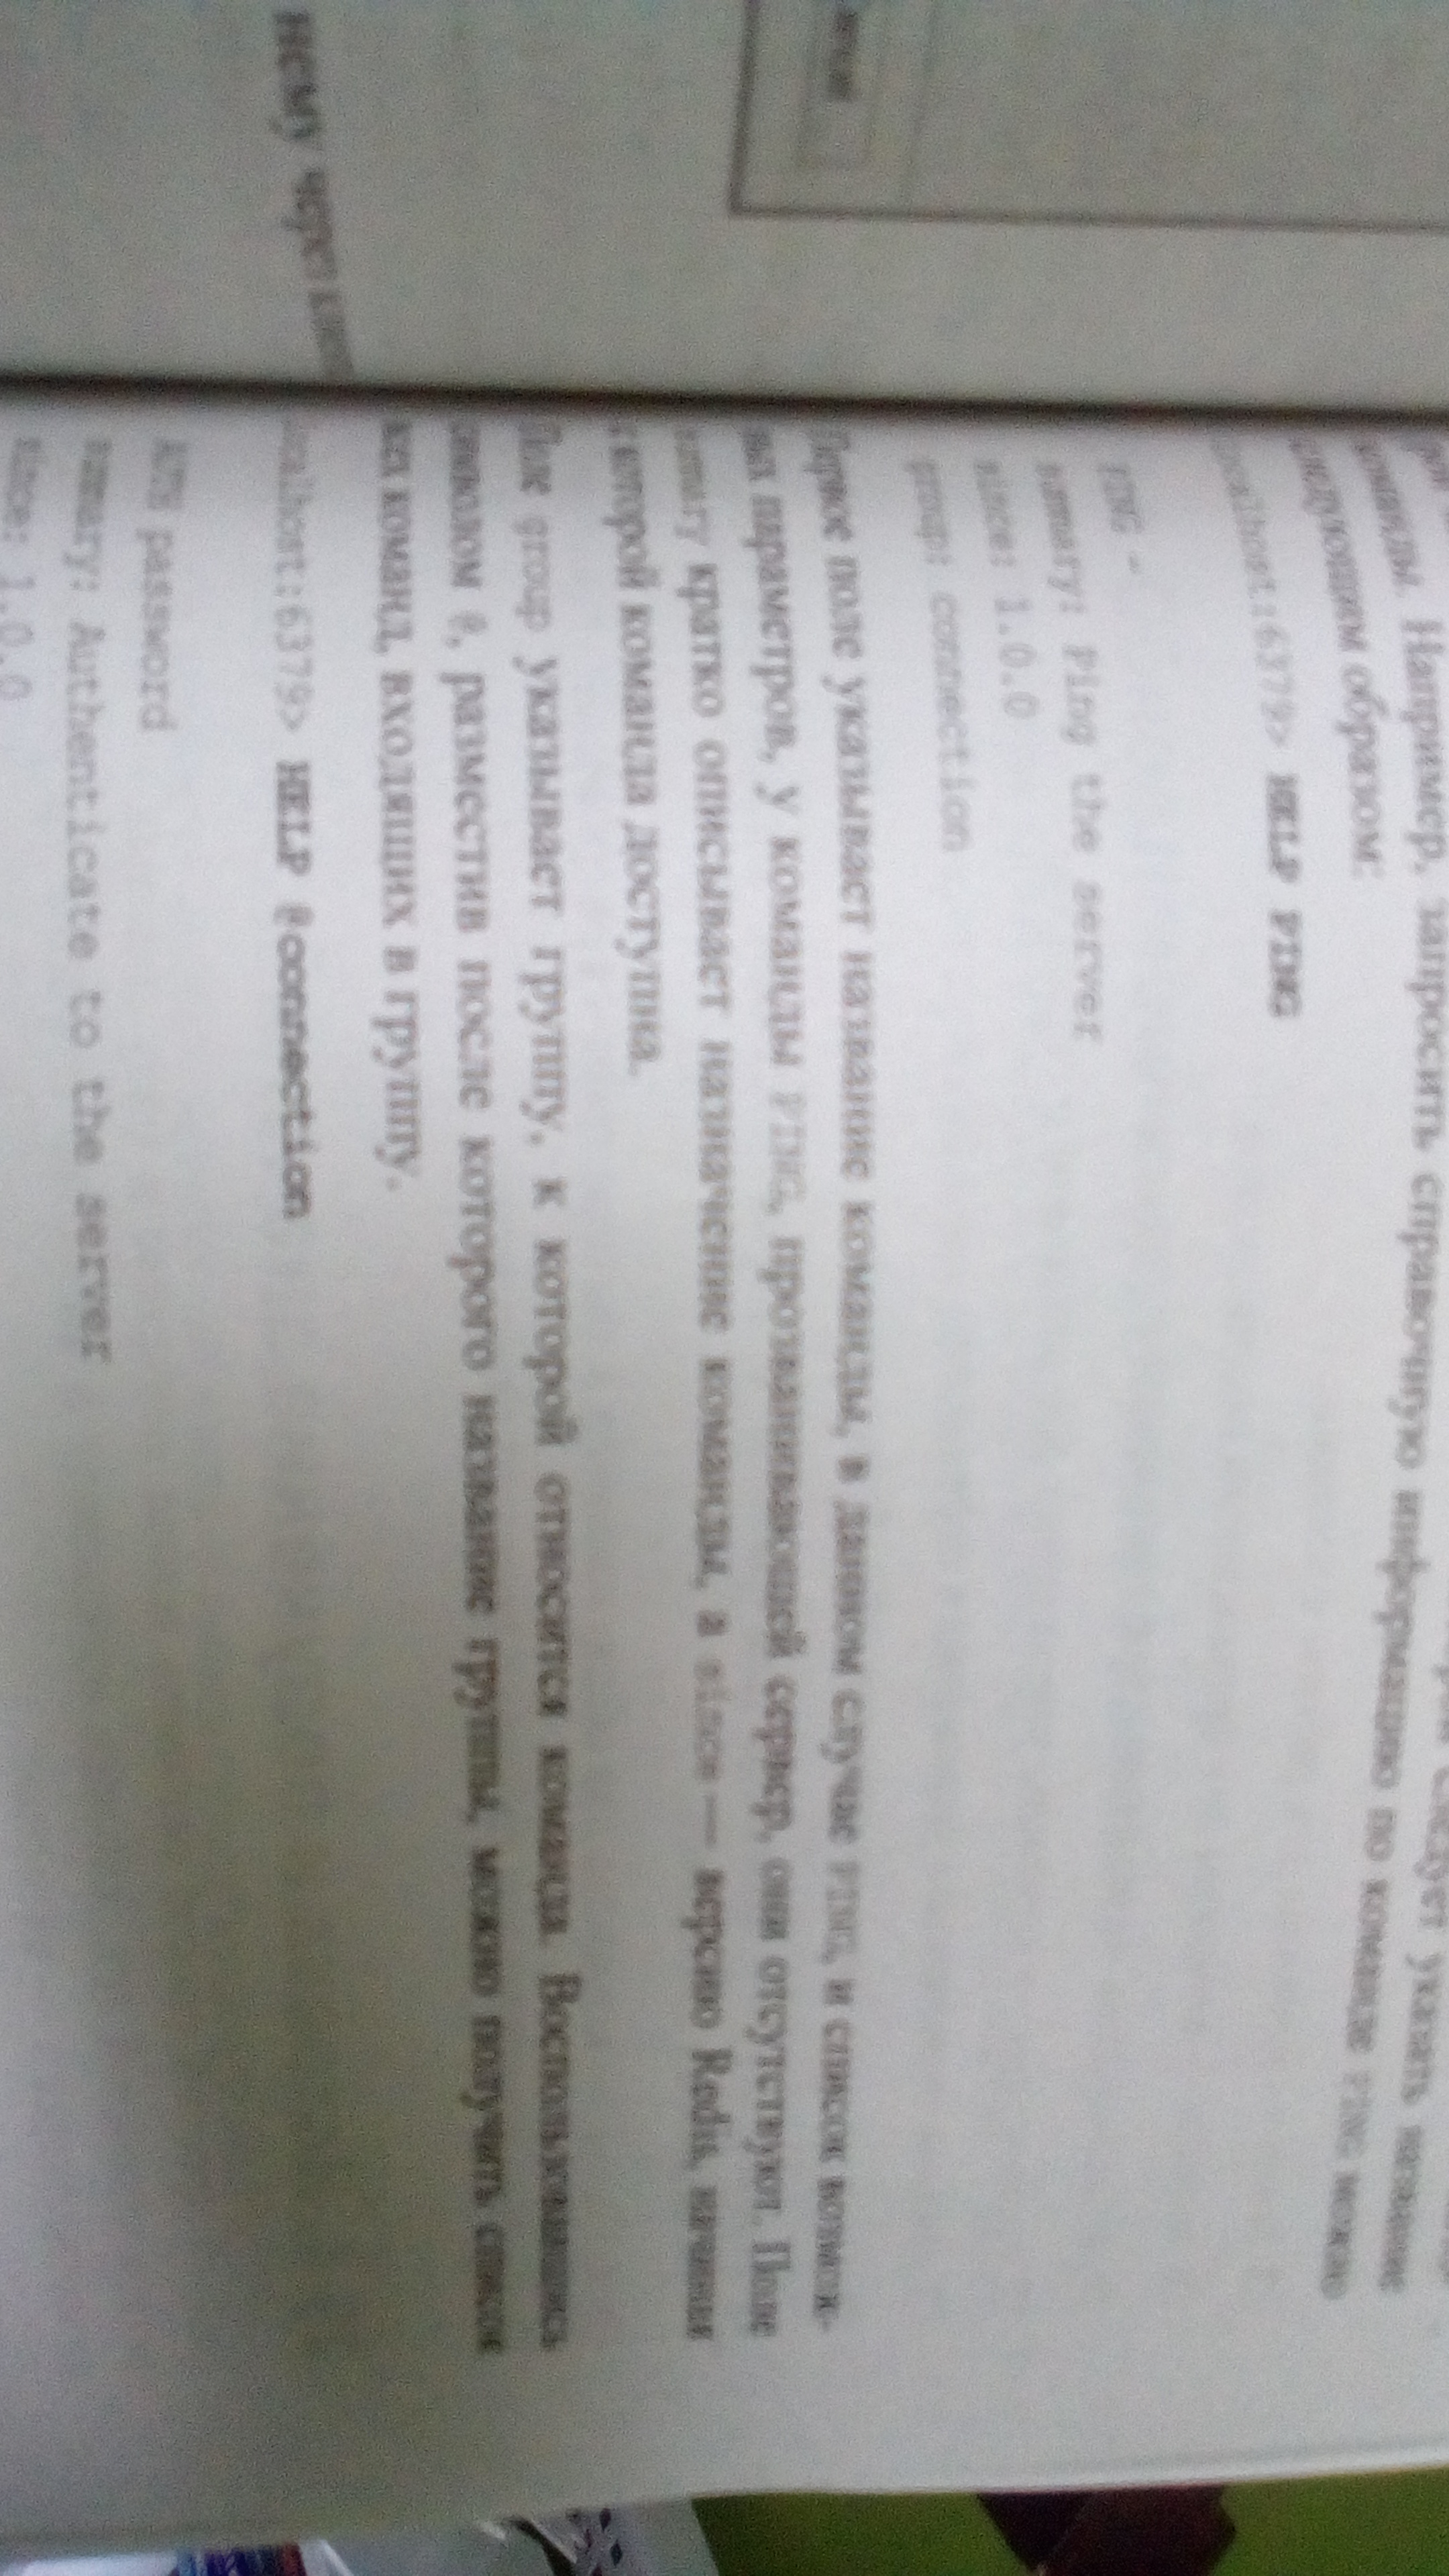 следует указать название
команды. Например, запросить справочную информацию по команде PING можно
следующим образом:
localhost:6379> HELP PING
PING -
summary: Ping the server
since: 1.0.0
group: connection
Первое поле указывает название команды, в данном случае PING, и список возмож-
ных параметров, у команды PING, прозванивающей сервер, они отсутствуют. Поле
summary кратко описывает назначение команды, а since — версию Redis, начиная
с которой команда доступна.
Поле group указывает группу, к которой относится команда. Воспользовавшись
символом @, разместив после которого название группы, можно получить список
всех команд, входящих в группу.
localhost:6379> HELP @connection
AUTH password
summary: Authenticate to the server
since: 1.0.0
нему через